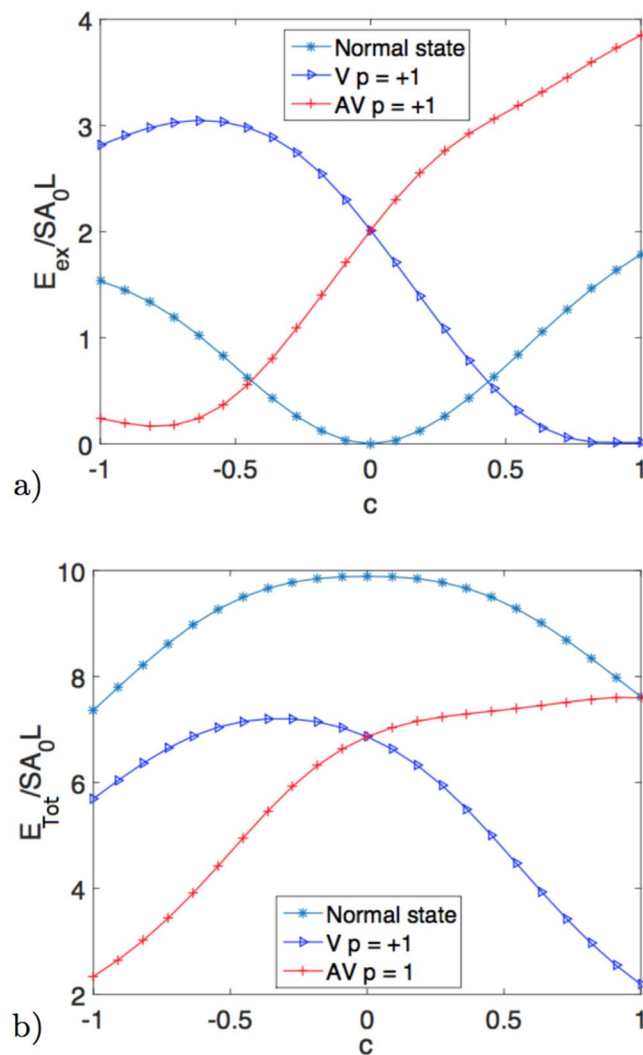 4
3
2
1
0
E_ex/SA_0L
Normal state
V p = +1
AV p = +1
-1 -0.5 0 0.5 1
c
a)
10
8
6
4
2
E_Tot/SA_0L
Normal state
V p = +1
AV p = 1
-1 -0.5 0 0.5 1
c
b)